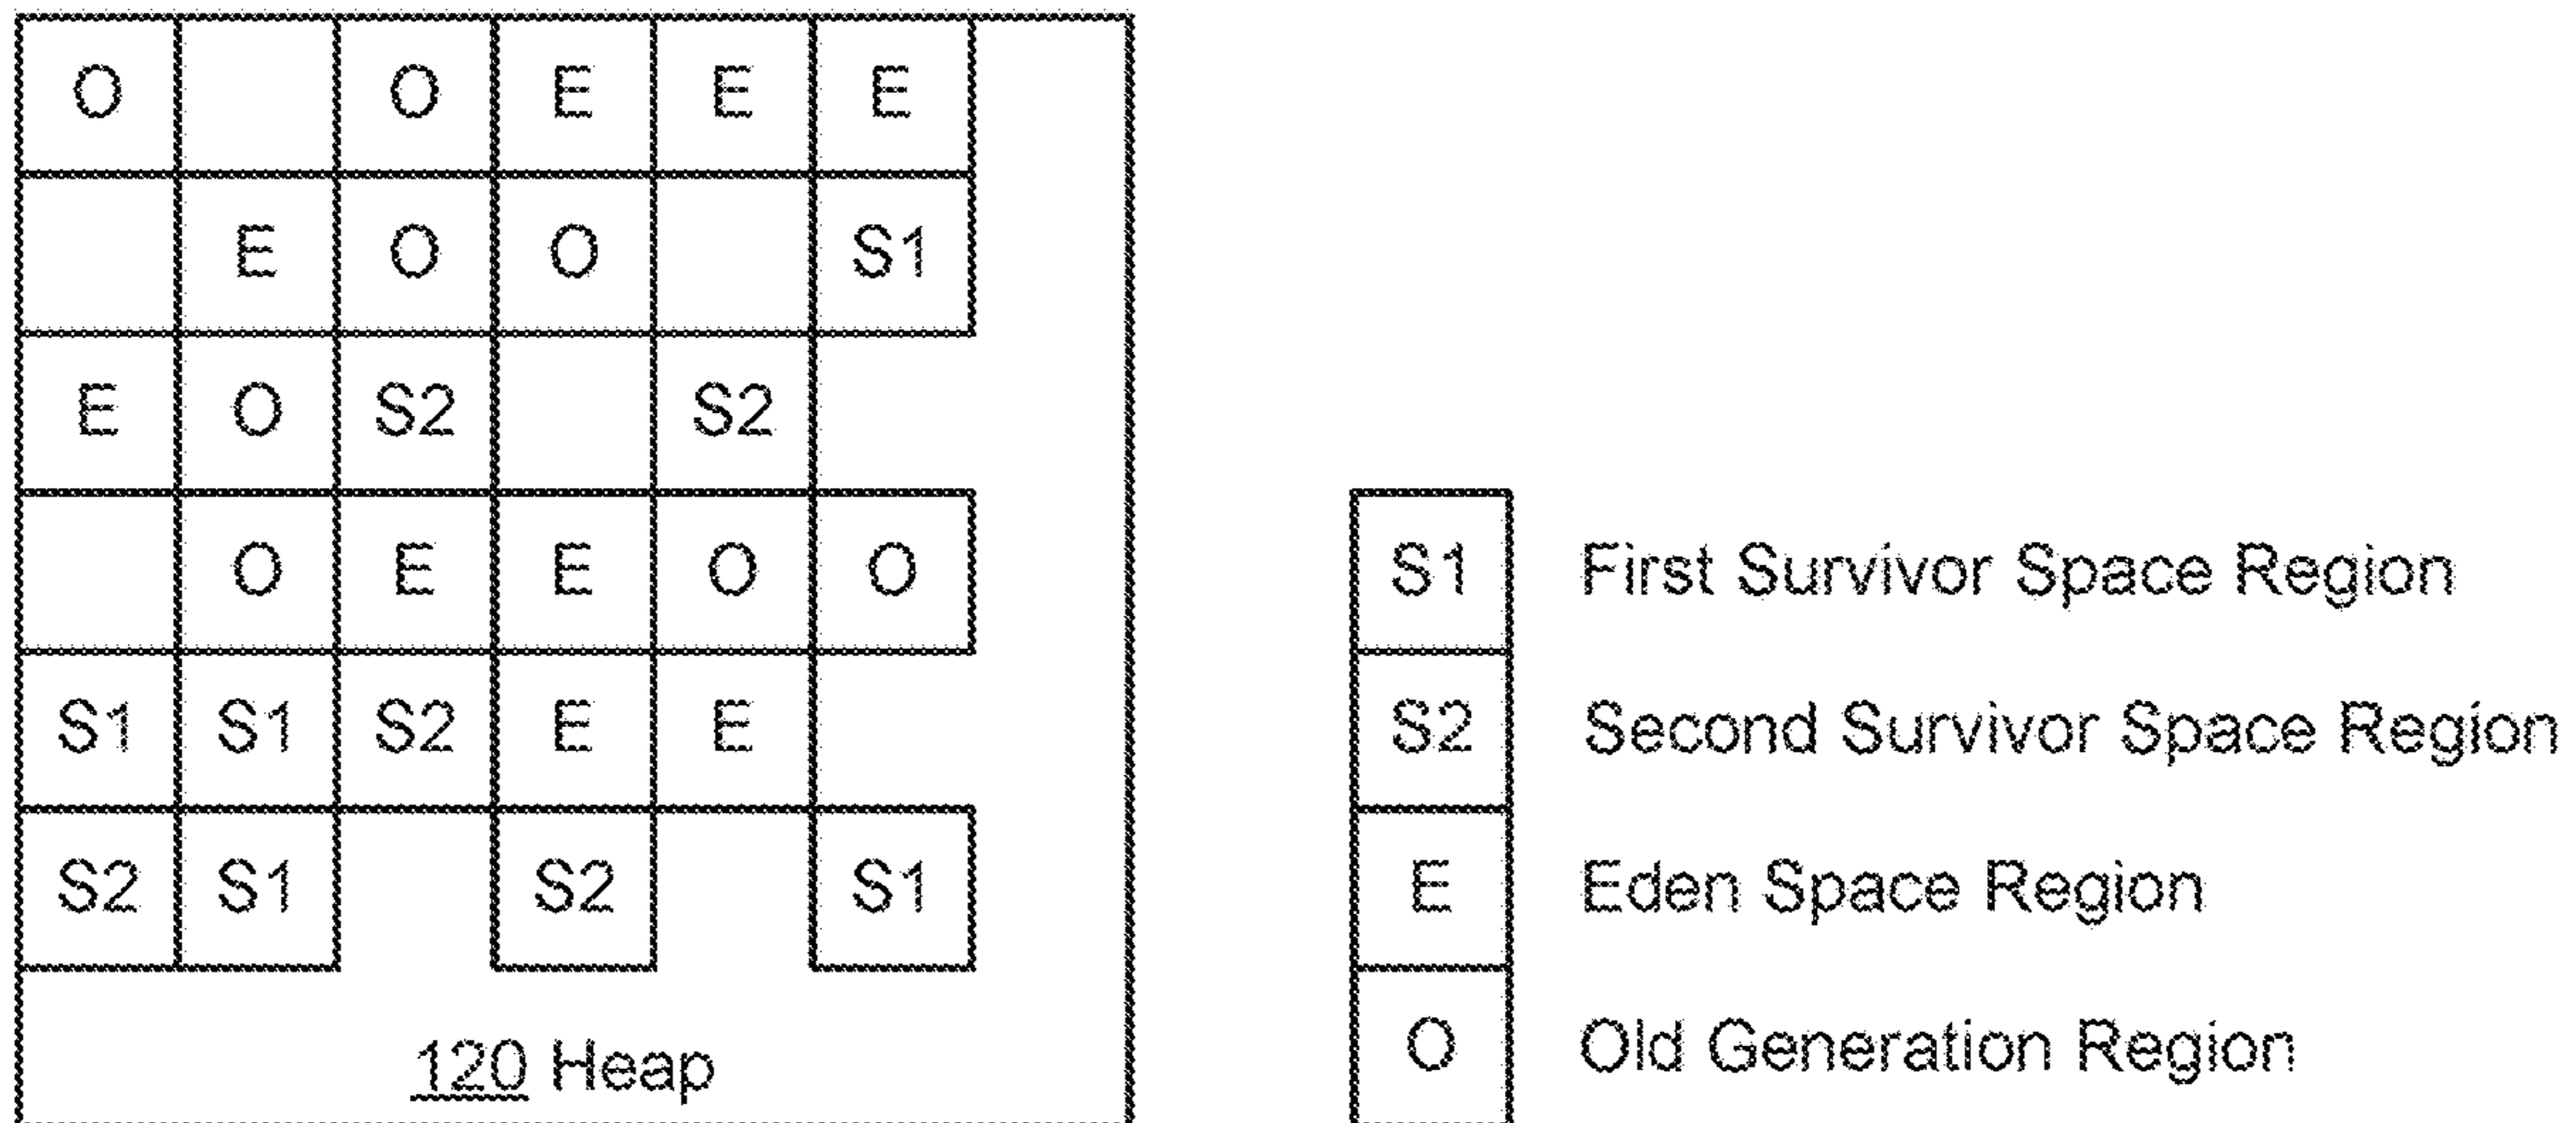 O O E E E
E O O S1
E O S2 S2
O E E O O
S1 S1 S2 E E
S2 S1 S2 S1
120 Heap
S1 First Survivor Space Region
S2 Second Survivor Space Region
E Eden Space Region
O Old Generation Region